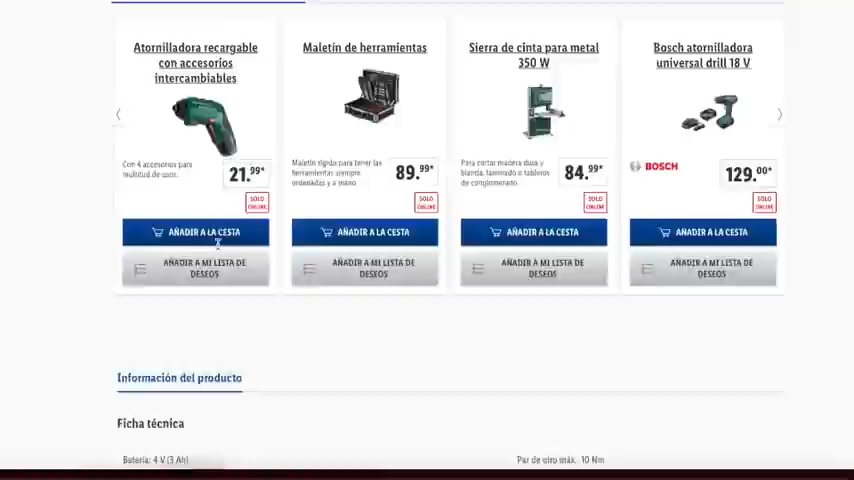 Atornilladora recargable
con accesorios
intercambiables
Con 4 accesorios para
multitud de usos.
21.99*
SOLO
ONLINE
AÑADIR A LA CESTA
AÑADIR A MI LISTA DE
DESEOS
Maletín de herramientas
Maletín rígido para tener las
herramientas siempre
ordenadas y a mano.
89.99*
SOLO
ONLINE
AÑADIR A LA CESTA
AÑADIR A MI LISTA DE
DESEOS
Sierra de cinta para metal
350 W
Para cortar madera dura y
blanda, laminado o tableros
de conglomerado.
84.99*
SOLO
ONLINE
AÑADIR A LA CESTA
AÑADIR A MI LISTA DE
DESEOS
Bosch atornilladora
universal drill 18 V
BOSCH
129.00*
SOLO
ONLINE
AÑADIR A LA CESTA
AÑADIR A MI LISTA DE
DESEOS
Información del producto
Ficha técnica
Batería: 4 V (3 Ah)
Par de giro máx. 10 Nm